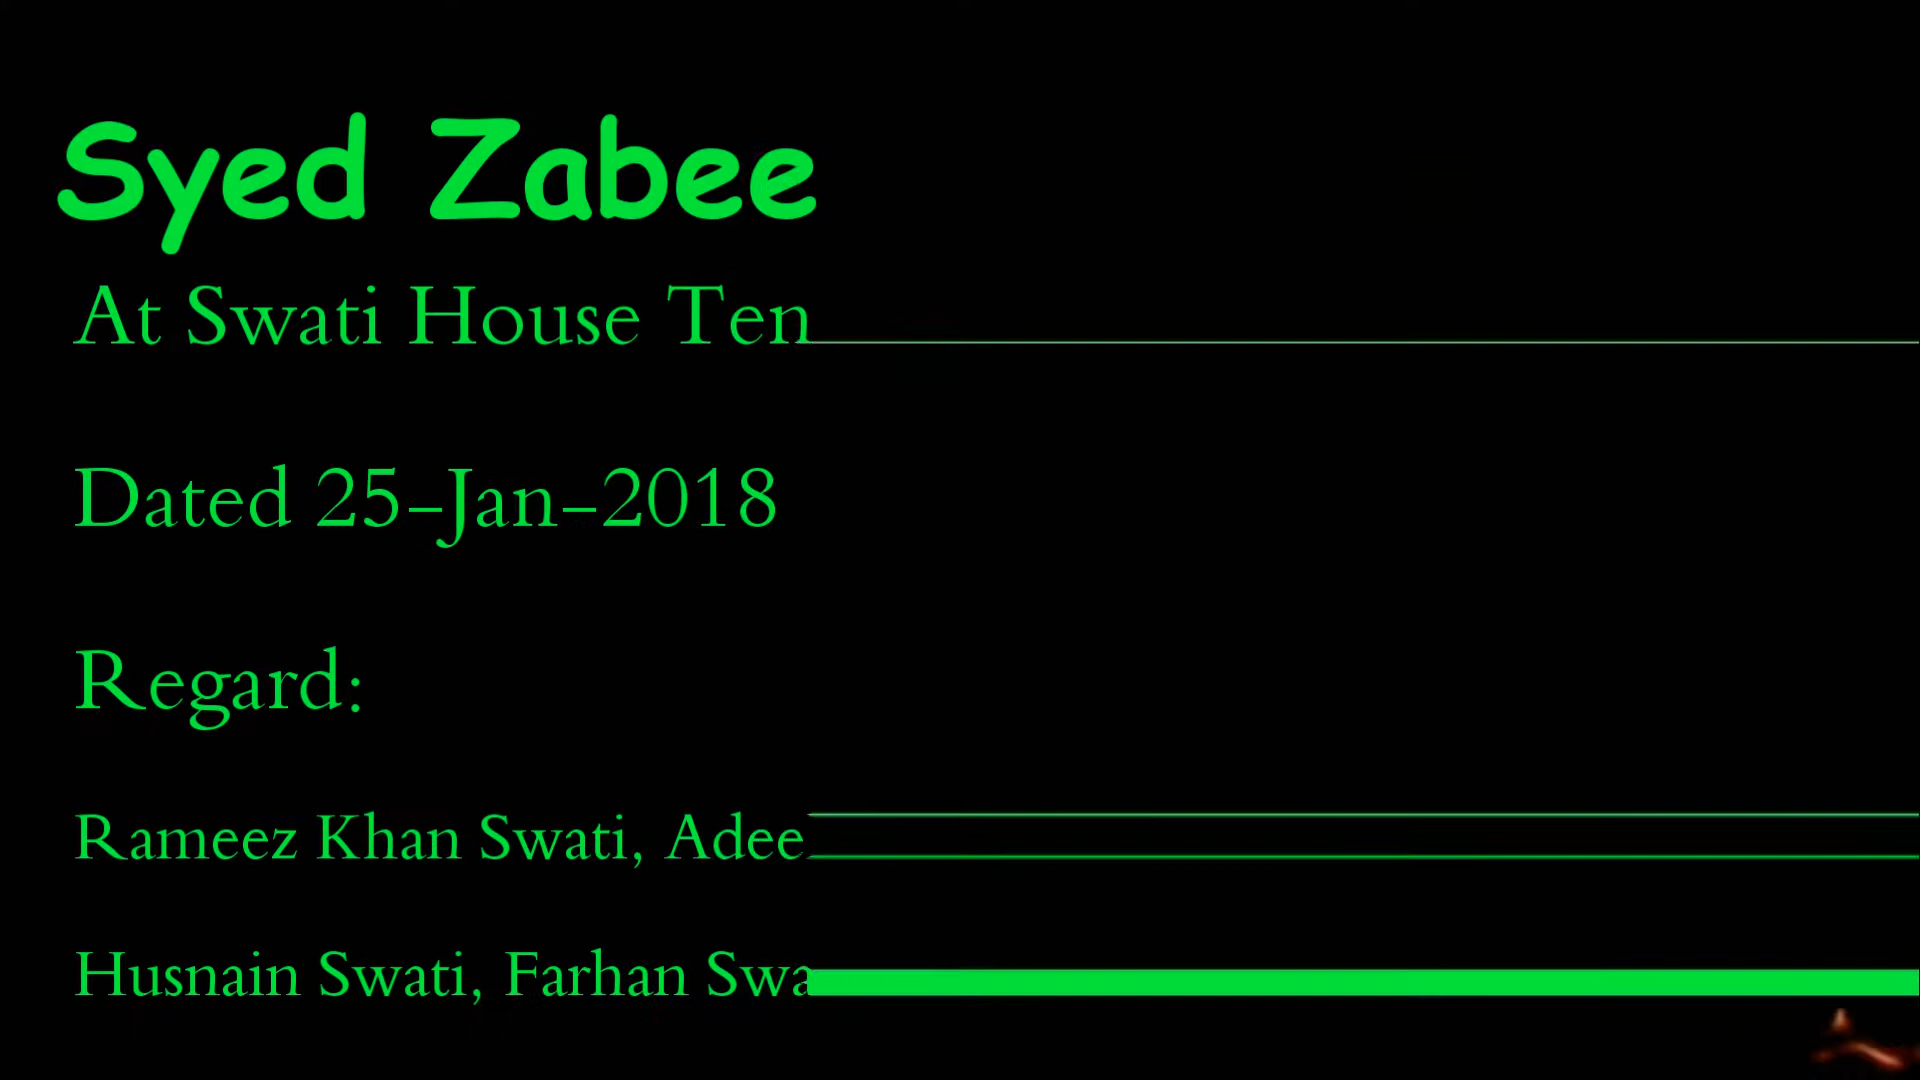 Syed Zabee
At Swati House Ten
Dated 25-Jan-2018
Regard:
Rameez Khan Swati, Adee
Husnain Swati, Farhan Swa